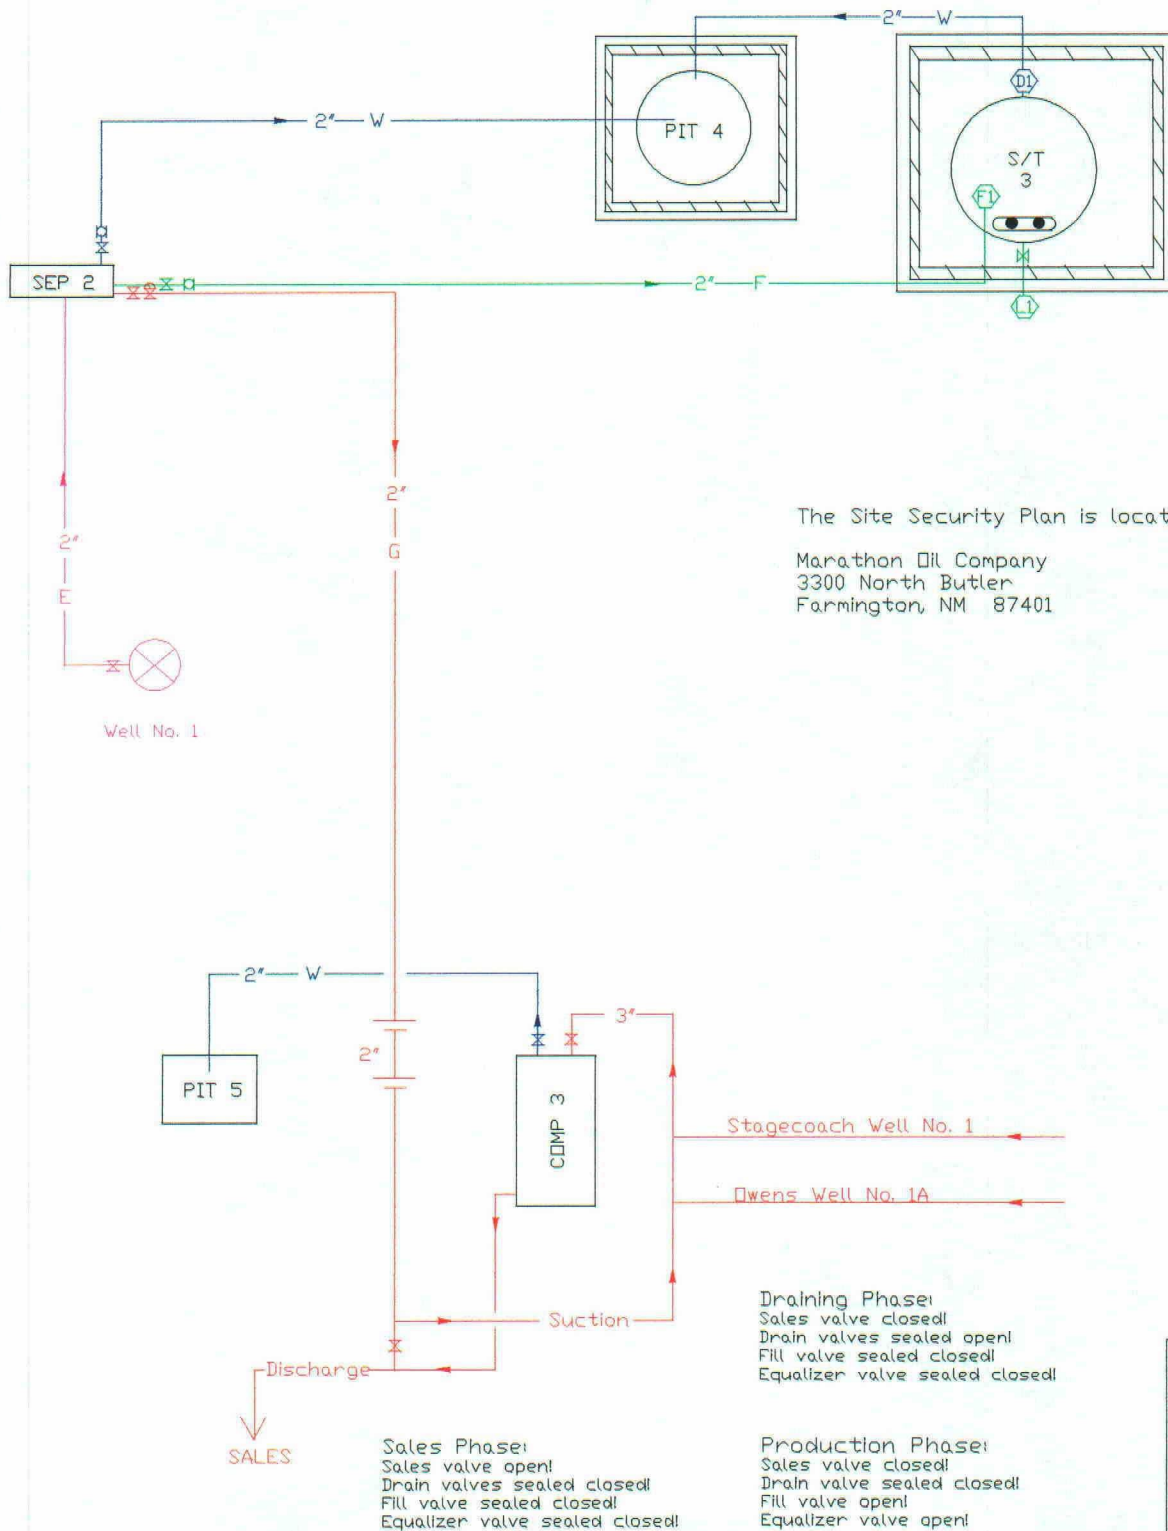 2" W
D1
2" W
PIT 4
S/T
3
F1
SEP 2
2" F
L1
2"
G
2"
E
The Site Security Plan is locat
Marathon Oil Company
3300 North Butler
Farmington, NM 87401
Well No. 1
2" W
3"
2"
PIT 5
COMP 3
Stagecoach Well No. 1
Owens Well No. 1A
Suction
Discharge
SALES
Draining Phase:
Sales valve closed!
Drain valves sealed open!
Fill valve sealed closed!
Equalizer valve sealed closed!
Sales Phase:
Sales valve open!
Drain valves sealed closed!
Fill valve sealed closed!
Equalizer valve sealed closed!
Production Phase:
Sales valve closed!
Drain valve sealed closed!
Fill valve open!
Equalizer valve open!